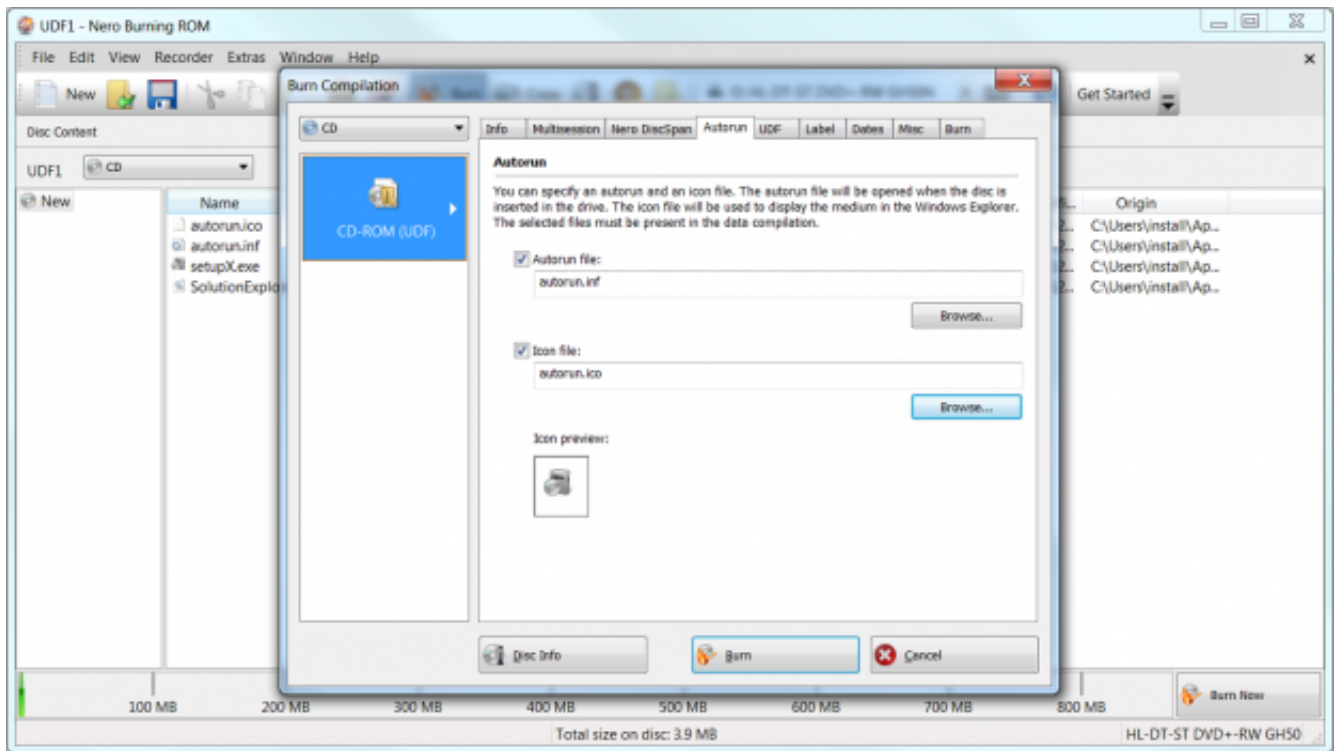 UDF1 - Nero Burning ROM
File Edit View Recorder Extras Window Help
New
Get Started
Burn Compilation
Disc Content
UDF1 CD
New
Name
Origin
autorun.ico
C:\Users\install\Ap...
autorun.inf
C:\Users\install\Ap...
setupX.exe
C:\Users\install\Ap...
SolutionExplo
C:\Users\install\Ap...
CD
CD-ROM (UDF)
Info Multisession Nero DiscSpan Autorun UDF Label Dates Misc Burn
Autorun
You can specify an autorun and an icon file. The autorun file will be opened when the disc is
inserted in the drive. The icon file will be used to display the medium in the Windows Explorer.
The selected files must be present in the data compilation.
Autorun file:
autorun.inf
Browse...
Icon file:
autorun.ico
Browse...
Icon preview:
Disc Info
Burn
Cancel
100 MB 200 MB 300 MB 400 MB 500 MB 600 MB 700 MB 800 MB
Burn Now
Total size on disc: 3.9 MB
HL-DT-ST DVD+-RW GH50